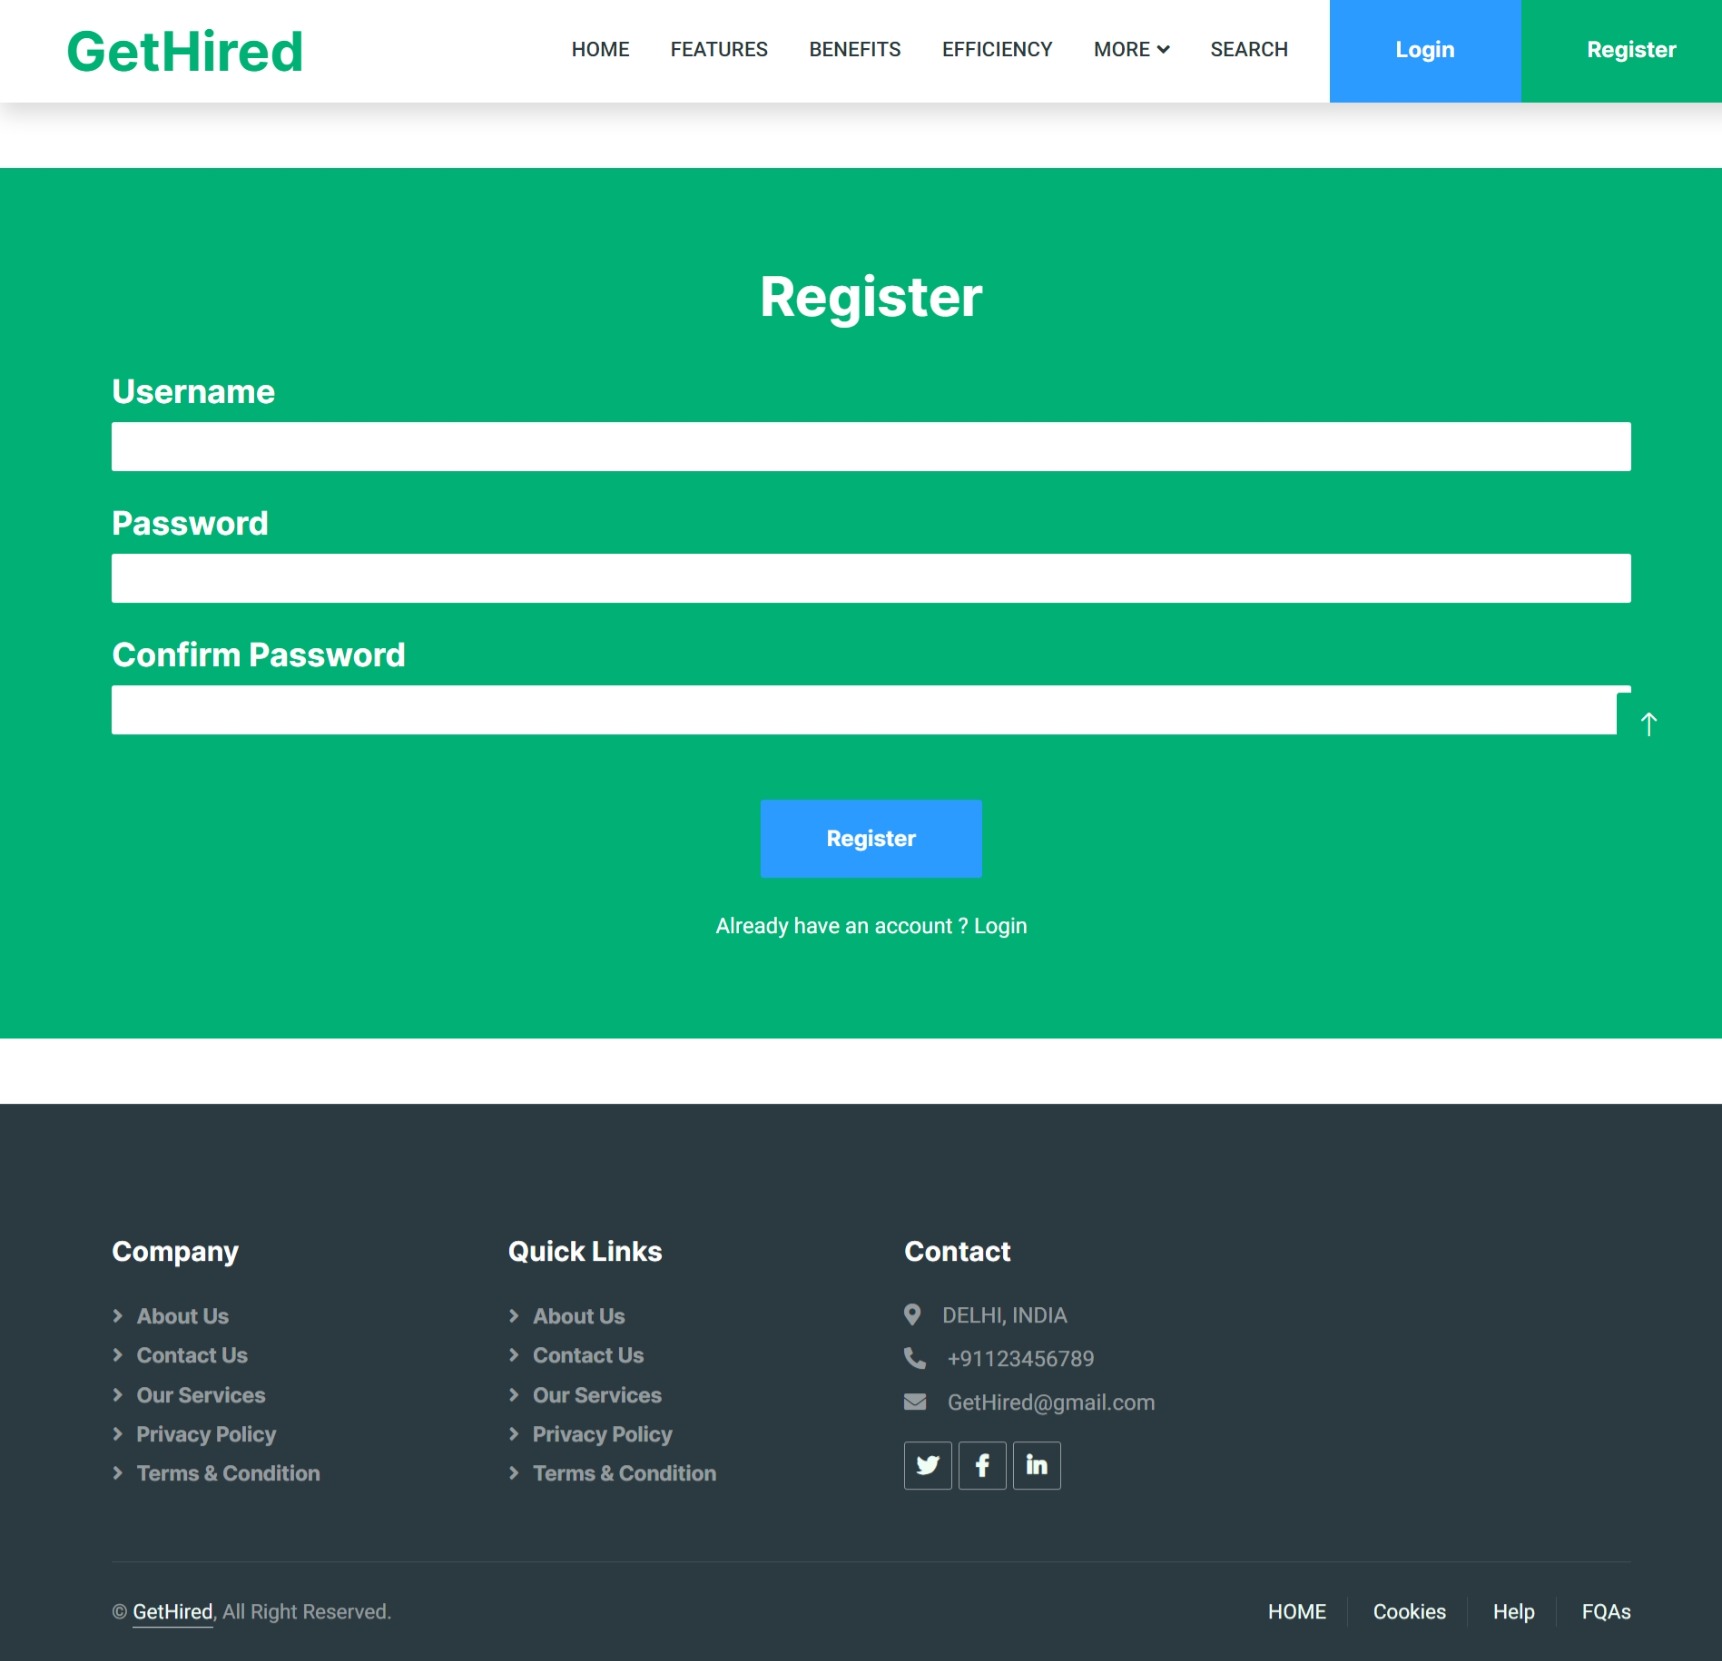 GetHired
HOME FEATURES BENEFITS EFFICIENCY MORE SEARCH Login Register
Register
Username
Password
Confirm Password
Register
Already have an account ? Login
Company
About Us
Contact Us
Our Services
Privacy Policy
Terms & Condition
Quick Links
About Us
Contact Us
Our Services
Privacy Policy
Terms & Condition
Contact
DELHI, INDIA
+91123456789
GetHired@gmail.com
© GetHired, All Right Reserved.
HOME Cookies Help FQAs